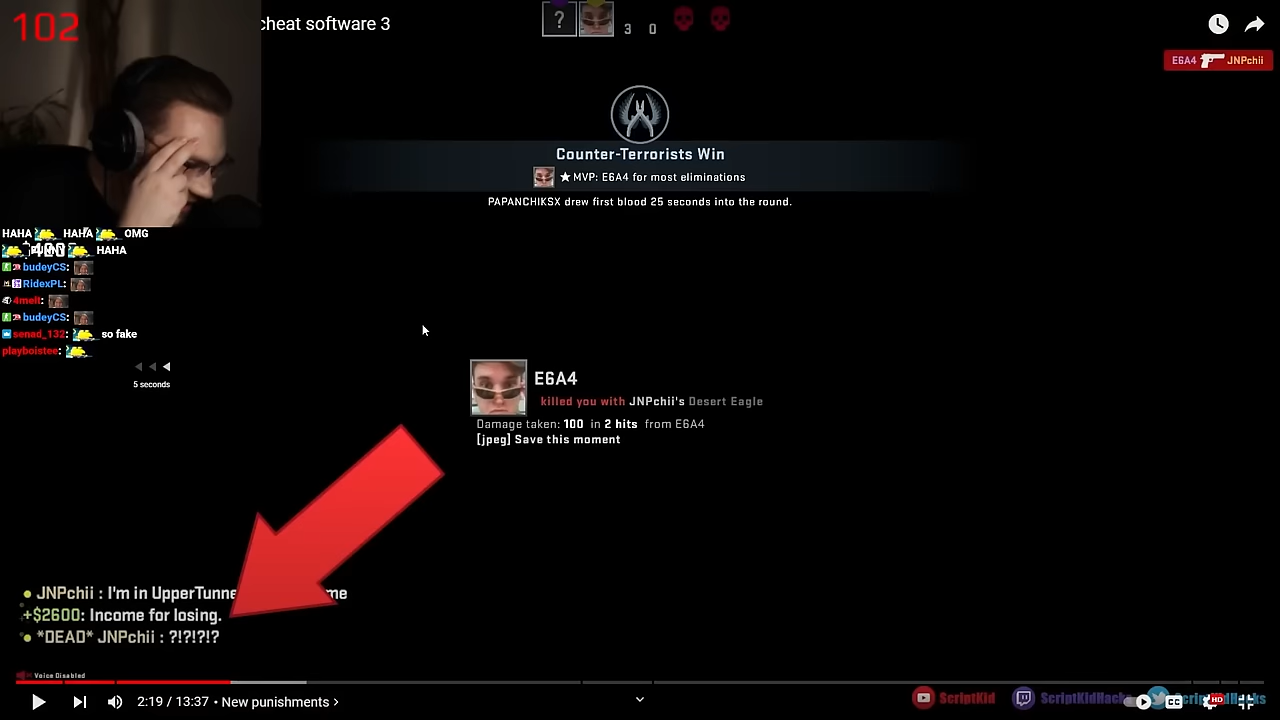 102
cheat software 3
?
3 0
E6A4 JNPchii
Counter-Terrorists Win
★ MVP: E6A4 for most eliminations
PAPANCHIKSX drew first blood 25 seconds into the round.
HAHA HAHA OMG
HAHA
budeyCS:
RidexPL:
4mell:
budeyCS:
senad_132: so fake
playboistee:
5 seconds
E6A4
killed you with JNPchii's Desert Eagle
Damage taken: 100 in 2 hits from E6A4
[jpeg] Save this moment
● JNPchii : I'm in me
+$2600: Income for losing.
● *DEAD* JNPchii : ?!?!?!?
Voice Disabled
2:19 / 13:37 • New punishments >
ScriptKid
HD